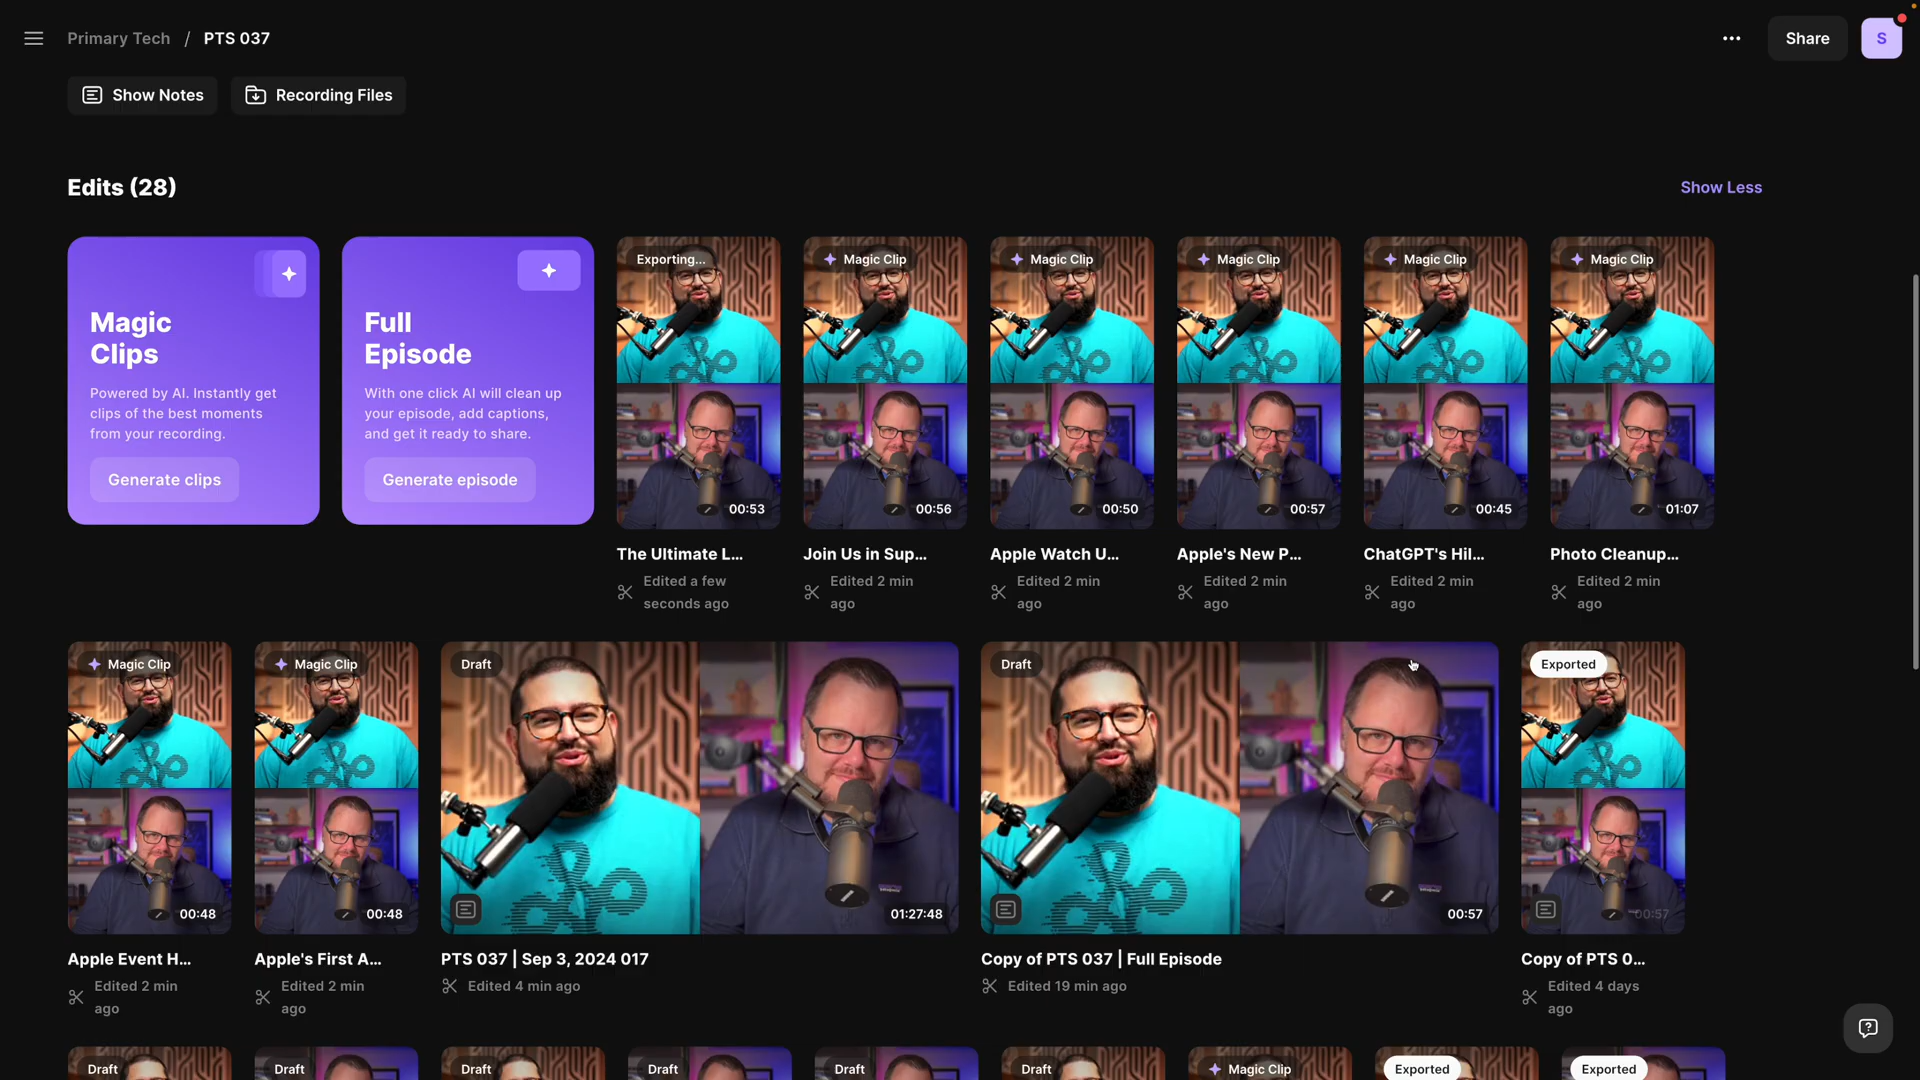 Primary Tech / PTS 037
Share
S
Show Notes
Recording Files
Edits (28)
Show Less
Magic
Clips
Powered by AI. Instantly get
clips of the best moments
from your recording.
Generate clips
Full
Episode
With one click AI will clean up
your episode, add captions,
and get it ready to share.
Generate episode
Exporting...
00:53
The Ultimate L...
Edited a few
seconds ago
Magic Clip
00:56
Join Us in Sup...
Edited 2 min
ago
Magic Clip
00:50
Apple Watch U...
Edited 2 min
ago
Magic Clip
00:57
Apple's New P...
Edited 2 min
ago
Magic Clip
00:45
ChatGPT's Hil...
Edited 2 min
ago
Magic Clip
01:07
Photo Cleanup...
Edited 2 min
ago
Magic Clip
00:48
Apple Event H...
Edited 2 min
ago
Magic Clip
00:48
Apple's First A...
Edited 2 min
ago
Draft
01:27:48
PTS 037 | Sep 3, 2024 017
Edited 4 min ago
Draft
00:57
Copy of PTS 037 | Full Episode
Edited 19 min ago
Exported
00:57
Copy of PTS 0...
Edited 4 days
ago
Draft
Draft
Draft
Draft
Draft
Draft
Magic Clip
Exported
Exported